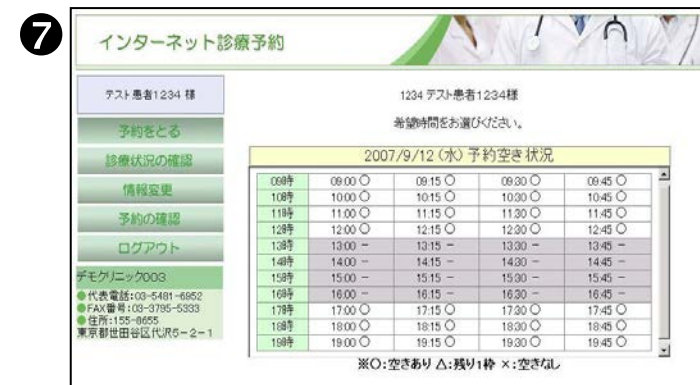 ❼
インターネット診療予約
テスト患者1234 様
予約をとる
診療状況の確認
情報変更
予約の確認
ログアウト
デモクリニック003
●代表電話:03-5481-6952
●FAX番号:03-3795-5333
●住所:155-8655
東京都世田谷区代沢5-2-1
1234 テスト患者1234様
希望時間をお選びください。
2007/9/12 (水) 予約空き状況
09時 09:00 ○ 09:15 ○ 09:30 ○ 09:45 ○
10時 10:00 ○ 10:15 ○ 10:30 ○ 10:45 ○
11時 11:00 ○ 11:15 ○ 11:30 ○ 11:45 ○
12時 12:00 ○ 12:15 ○ 12:30 ○ 12:45 ○
13時 13:00 － 13:15 － 13:30 － 13:45 －
14時 14:00 － 14:15 － 14:30 － 14:45 －
15時 15:00 － 15:15 － 15:30 － 15:45 －
16時 16:00 － 16:15 － 16:30 － 16:45 －
17時 17:00 ○ 17:15 ○ 17:30 ○ 17:45 ○
18時 18:00 ○ 18:15 ○ 18:30 ○ 18:45 ○
19時 19:00 ○ 19:15 ○ 19:30 ○ 19:45 ○
※○:空きあり △:残り1枠 ×:空きなし